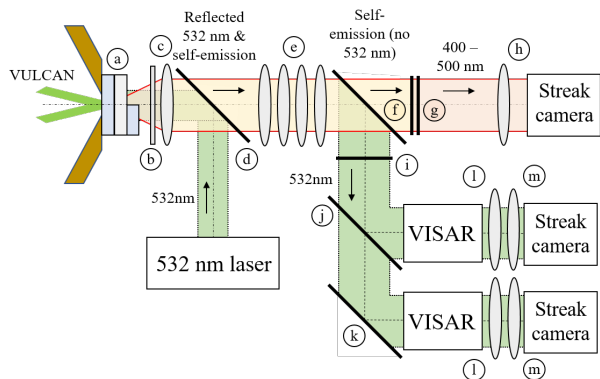 Reflected
532 nm &
self-emission
Self-
emission (no
532 nm)
400 –
500 nm
a
c
e
h
VULCAN
Streak
camera
f
g
b
d
532nm
i
l
m
532nm
j
VISAR
Streak
camera
532 nm laser
k
VISAR
Streak
camera
l
m